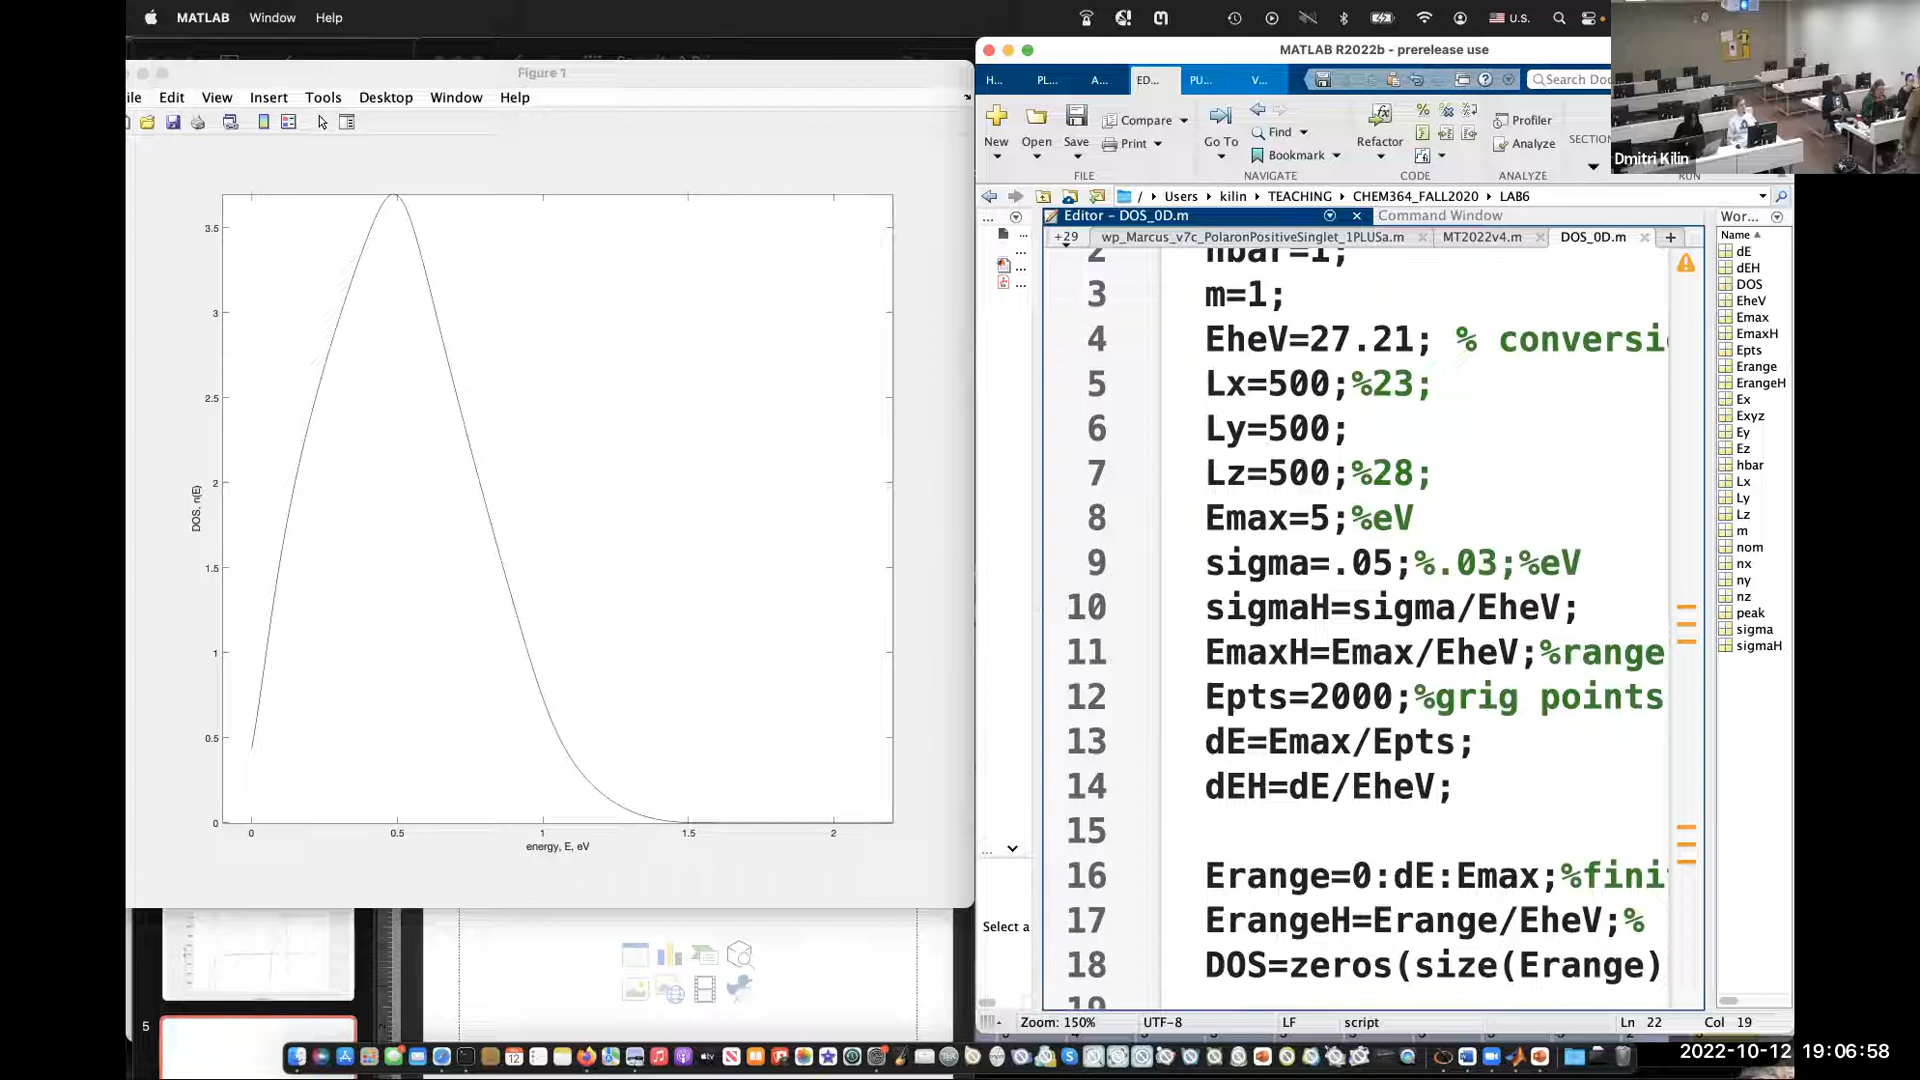 MATLAB Window Help
U.S.
Figure 1
ile Edit View Insert Tools Desktop Window Help
3.5
3
2.5
2
1.5
1
0.5
0
DOS, n(E)
0 0.5 1 1.5 2
energy, E, eV
5
MATLAB R2022b - prerelease use
H... PL... A... ED... PU... V... Search Doc
New Open Save Compare Print
Go To Find Bookmark
Refactor
Profiler
Analyze
SECTIO
FILE NAVIGATE CODE ANALYZE RUN
/ Users kilin TEACHING CHEM364_FALL2020 LAB6
Editor - DOS_0D.m Command Window
+29 wp_Marcus_v7c_PolaronPositiveSinglet_1PLUSa.m MT2022v4.m DOS_0D.m
2 hbar=1;
3 m=1;
4 EheV=27.21; % conversi
5 Lx=500;%23;
6 Ly=500;
7 Lz=500;%28;
8 Emax=5;%eV
9 sigma=.05;%.03;%eV
10 sigmaH=sigma/EheV;
11 EmaxH=Emax/EheV;%range
12 Epts=2000;%grig points
13 dE=Emax/Epts;
14 dEH=dE/EheV;
15
16 Erange=0:dE:Emax;%fini
17 ErangeH=Erange/EheV;%
18 DOS=zeros(size(Erange)
19
Select a
Zoom: 150% UTF-8 LF script Ln 22 Col 19
Wor...
Name
dE
dEH
DOS
EheV
Emax
EmaxH
Epts
Erange
ErangeH
Ex
Exyz
Ey
Ez
hbar
Lx
Ly
Lz
m
nom
nx
ny
nz
peak
sigma
sigmaH
Dmitri Kilin
2022-10-12 19:06:58